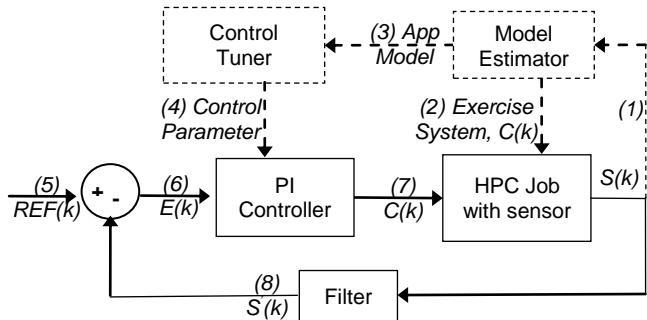 Control
Tuner
(3) App
Model
Model
Estimator
(4) Control
Parameter
(2) Exercise
System, C(k)
(1)
(5)
REF(k)
+ -
(6)
E(k)
PI
Controller
(7)
C(k)
HPC Job
with sensor
S(k)
(8)
S(k)
Filter